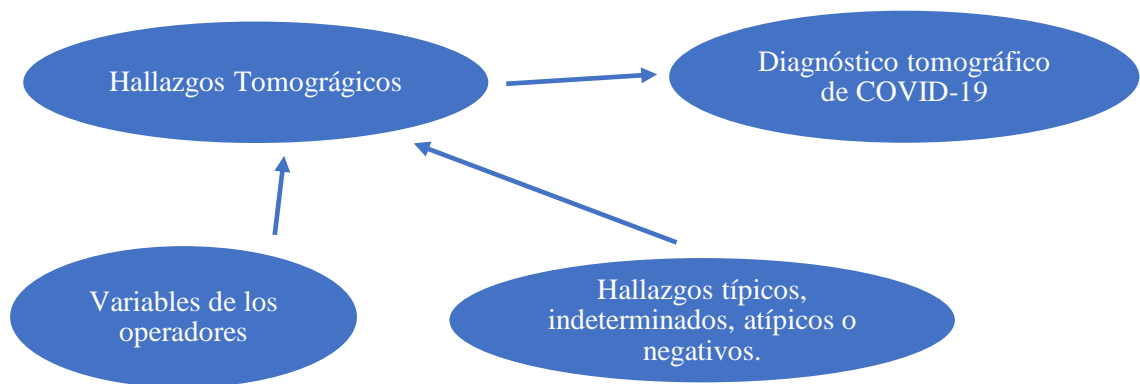 Hallazgos Tomográgicos
Diagnóstico tomográfico
de COVID-19
Variables de los
operadores
Hallazgos típicos,
indeterminados, atípicos o
negativos.